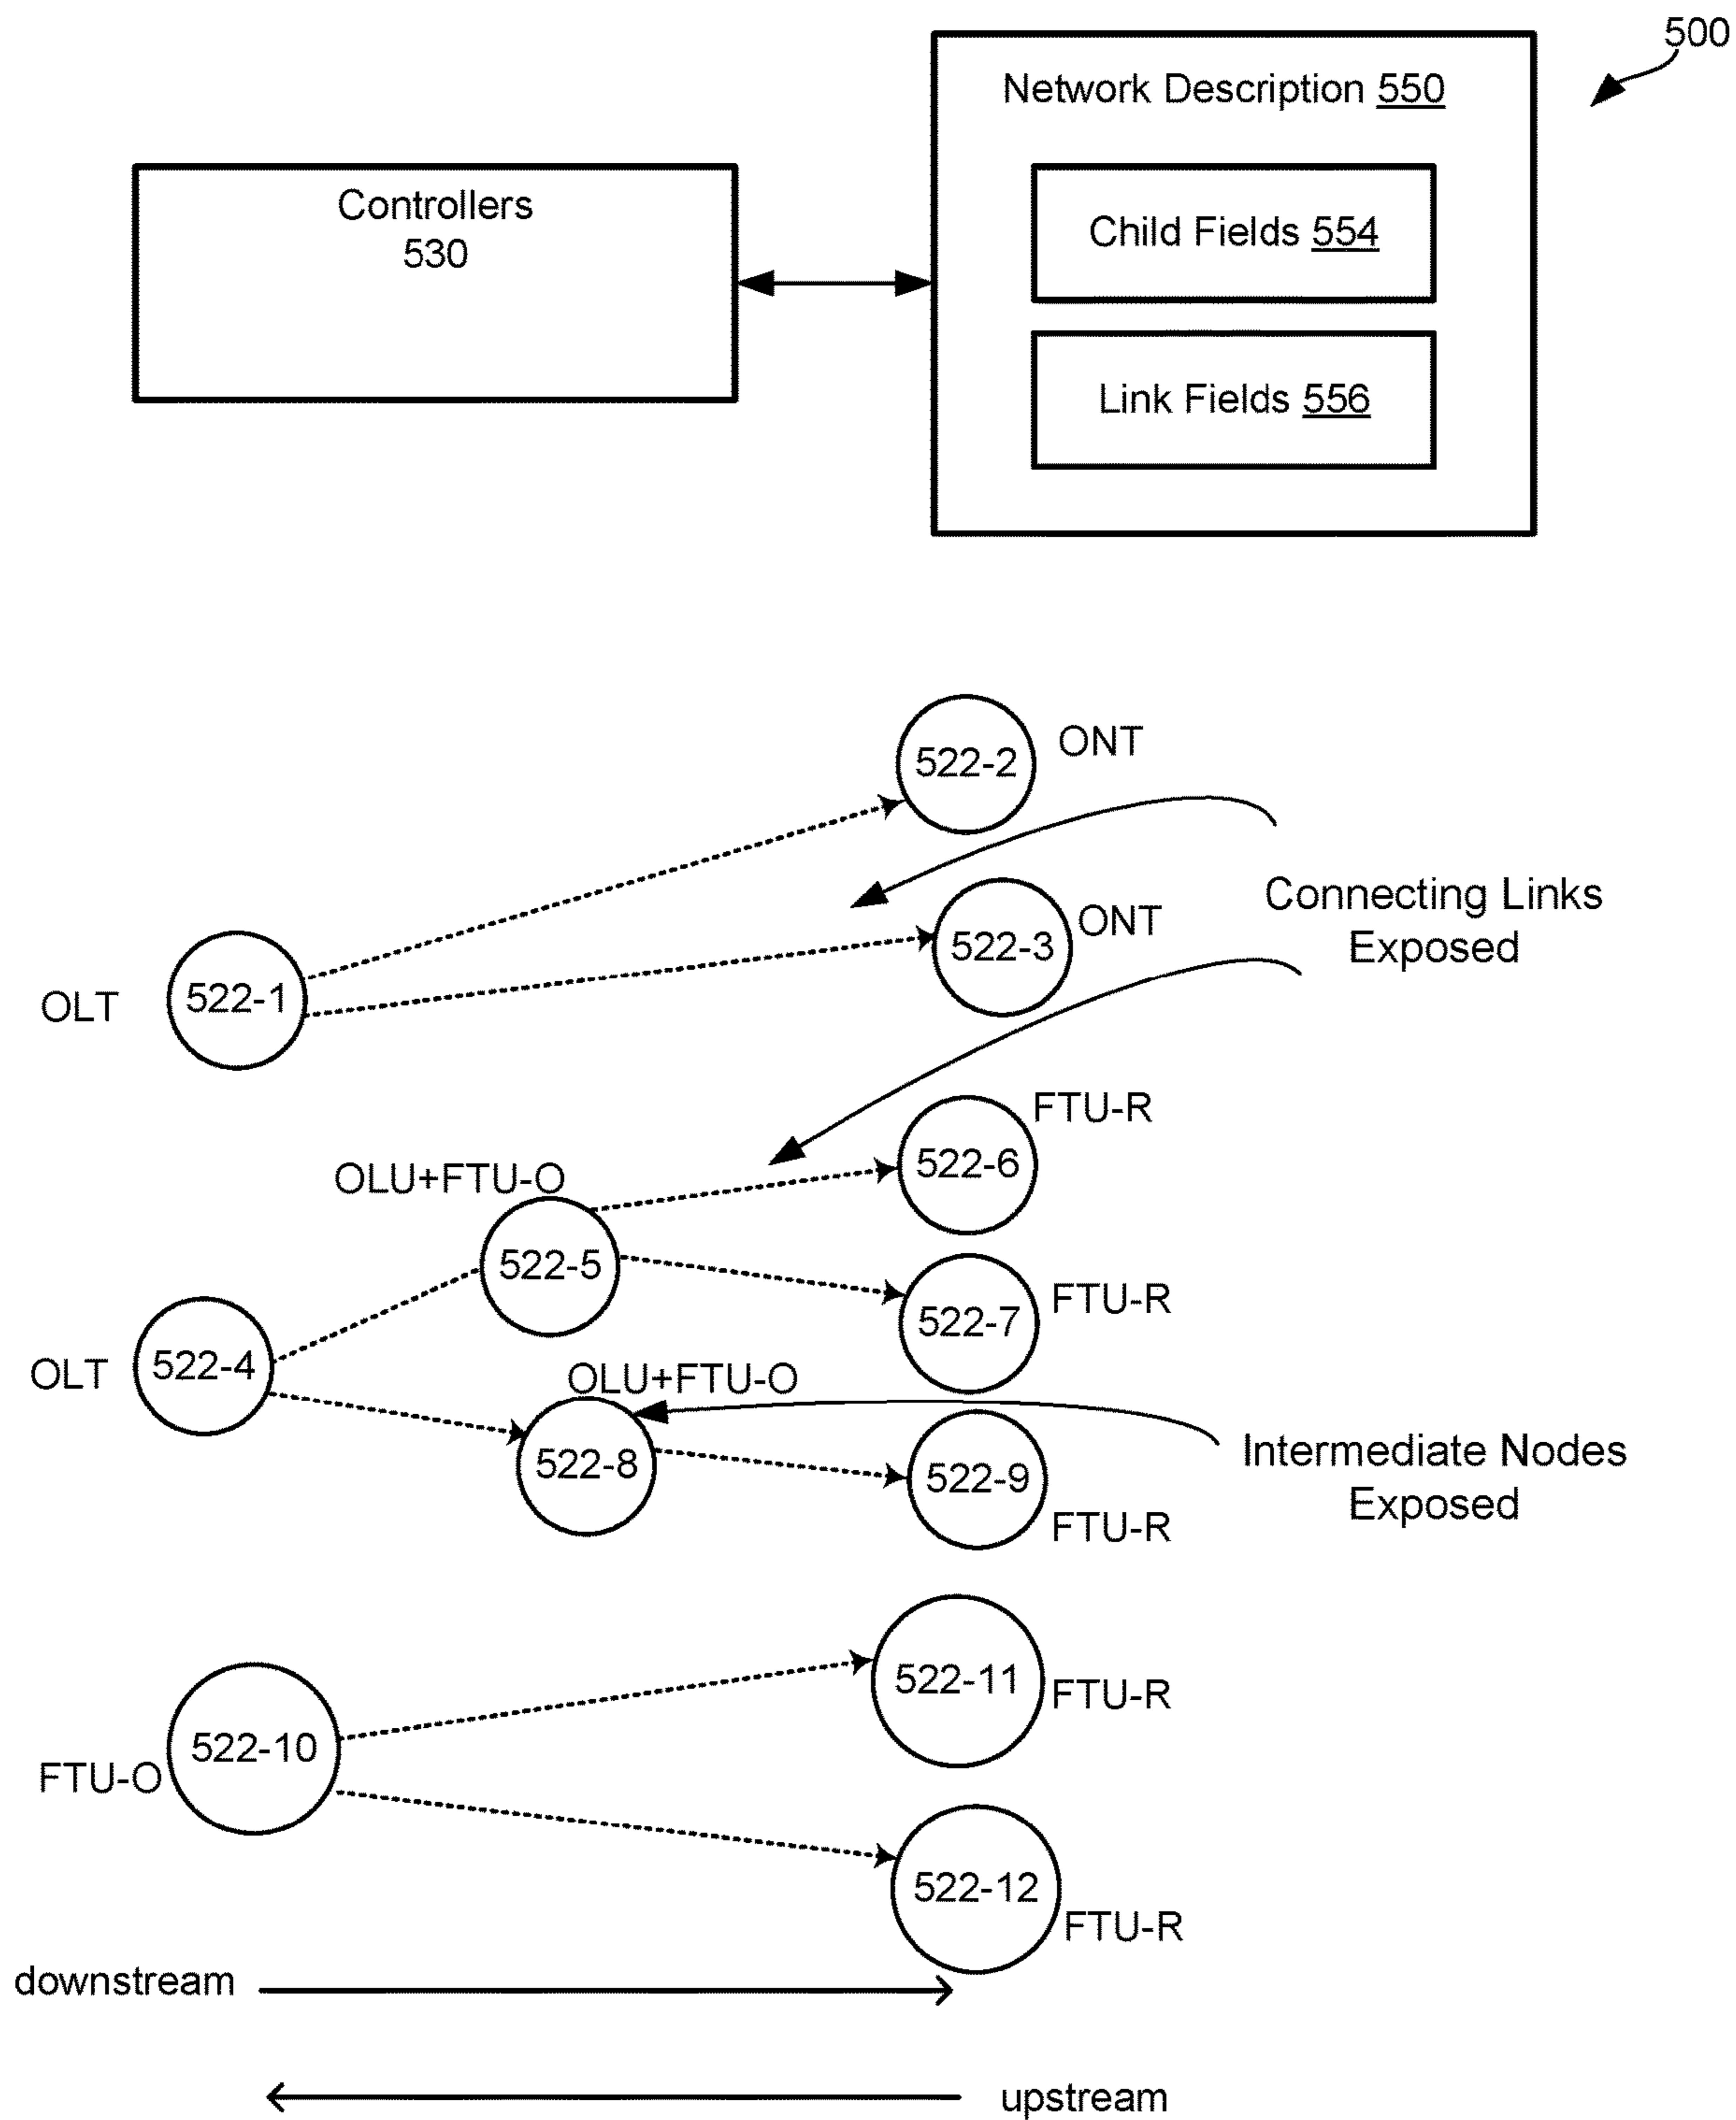 500
Network Description 550
Controllers
530
Child Fields 554
Link Fields 556
522-2
ONT
Connecting Links
Exposed
522-3
ONT
522-1
OLT
FTU-R
522-6
OLU+FTU-O
522-5
522-7
FTU-R
522-4
OLT
OLU+FTU-O
522-8
522-9
FTU-R
Intermediate Nodes
Exposed
522-11
FTU-R
522-10
FTU-O
522-12
FTU-R
downstream
upstream